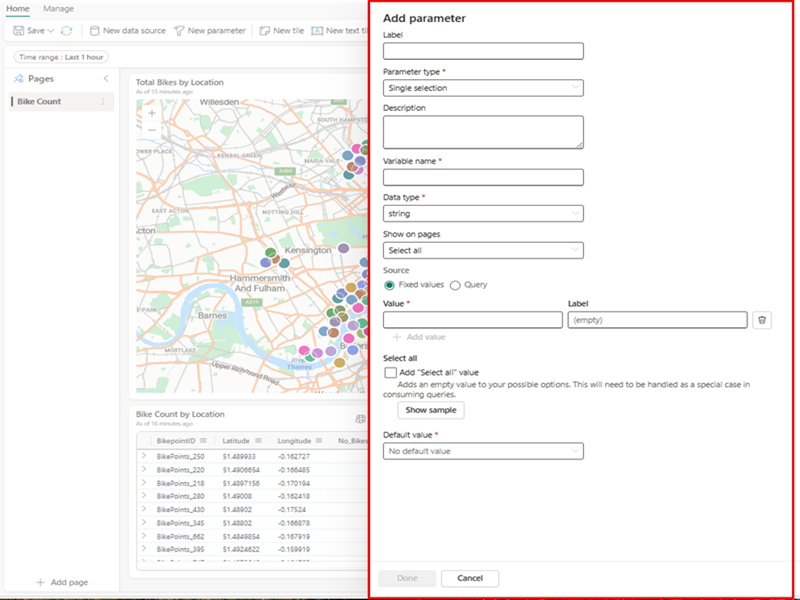 Home Manage
Save New data source New parameter New tile New text
Time range : Last 1 hour
Pages
Bike Count
Add page
Total Bikes by Location
As of 15 minutes ago
Willesden
SOUTH HAMPSTE
KENSAL GREEN
MAIDA VALE
A404
Westway
EAST ACTON
NOTTING HILL
cton
Kensington
Hammersmith
And Fulham
A219
Barnes
MORTLAKE
Upper Richmond Road
Thames
Bike Count by Location
As of 16 minutes ago
BikepointID Latitude Longitude No_Bikes
BikePoints_250 51.489933 -0.162727
BikePoints_220 51.4906654 -0.166485
BikePoints_218 51.4897156 -0.170194
BikePoints_280 51.49008 -0.162418
BikePoints_430 51.48902 -0.17524
BikePoints_345 51.48802 -0.166878
BikePoints_662 51.4849854 -0.167919
BikePoints_395 51.4924622 -0.159919
Add parameter
Label
Parameter type *
Single selection
Description
Variable name *
Data type *
string
Show on pages
Select all
Source
Fixed values Query
Value * Label
(empty)
Add value
Select all
Add "Select all" value
Adds an empty value to your possible options. This will need to be handled as a special case in
consuming queries.
Show sample
Default value *
No default value
Done Cancel